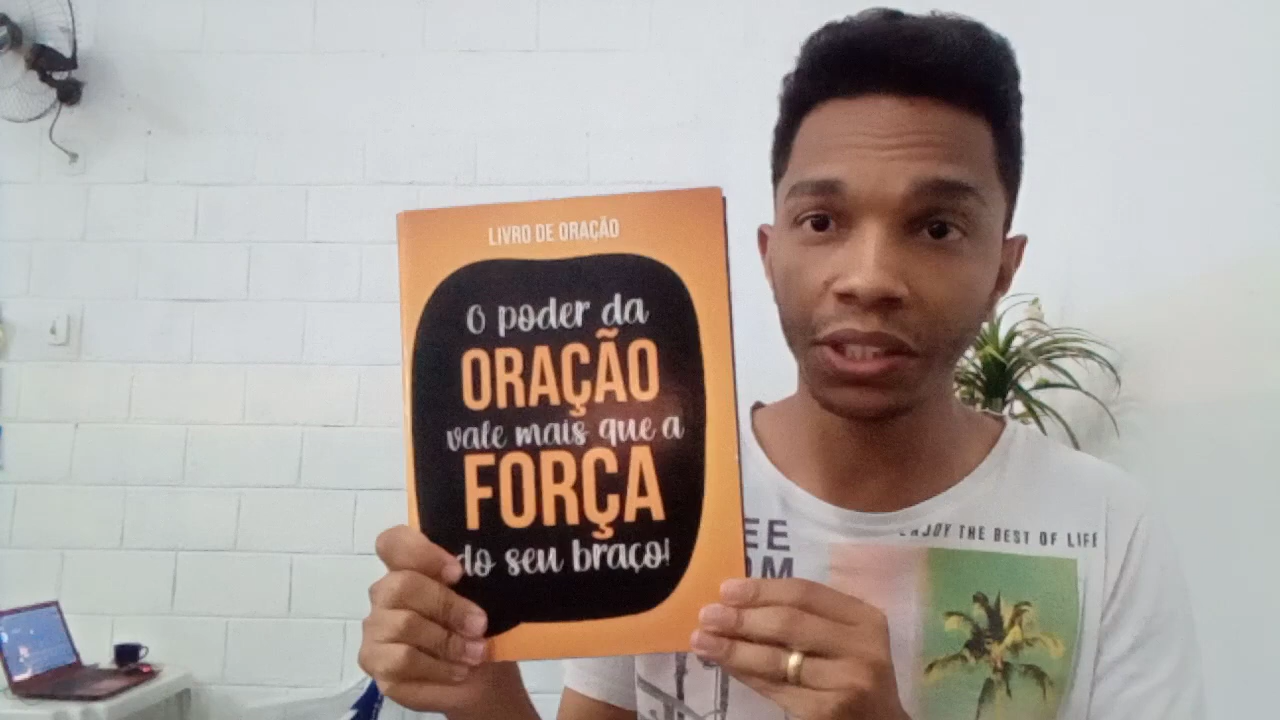 LIVRO DE ORAÇÃO
O poder da
ORAÇÃO
vale mais que a
FORÇA
do seu braço!
ENJOY THE BEST OF LIFE